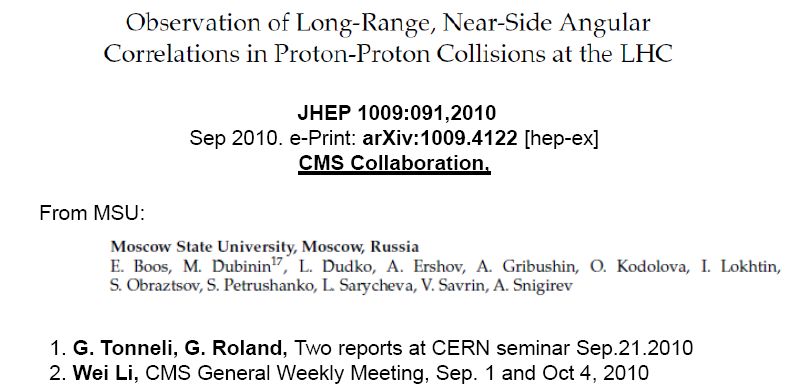 Observation of Long-Range, Near-Side Angular
Correlations in Proton-Proton Collisions at the LHC
JHEP 1009:091,2010
Sep 2010. e-Print: arXiv:1009.4122 [hep-ex]
CMS Collaboration.
From MSU:
Moscow State University, Moscow, Russia
E. Boos, M. Dubinin17, L. Dudko, A. Ershov, A. Gribushin, O. Kodolova, I. Lokhtin,
S. Obraztsov, S. Petrushanko, L. Sarycheva, V. Savrin, A. Snigirev
1. G. Tonneli, G. Roland, Two reports at CERN seminar Sep.21.2010
2. Wei Li, CMS General Weekly Meeting, Sep. 1 and Oct 4, 2010